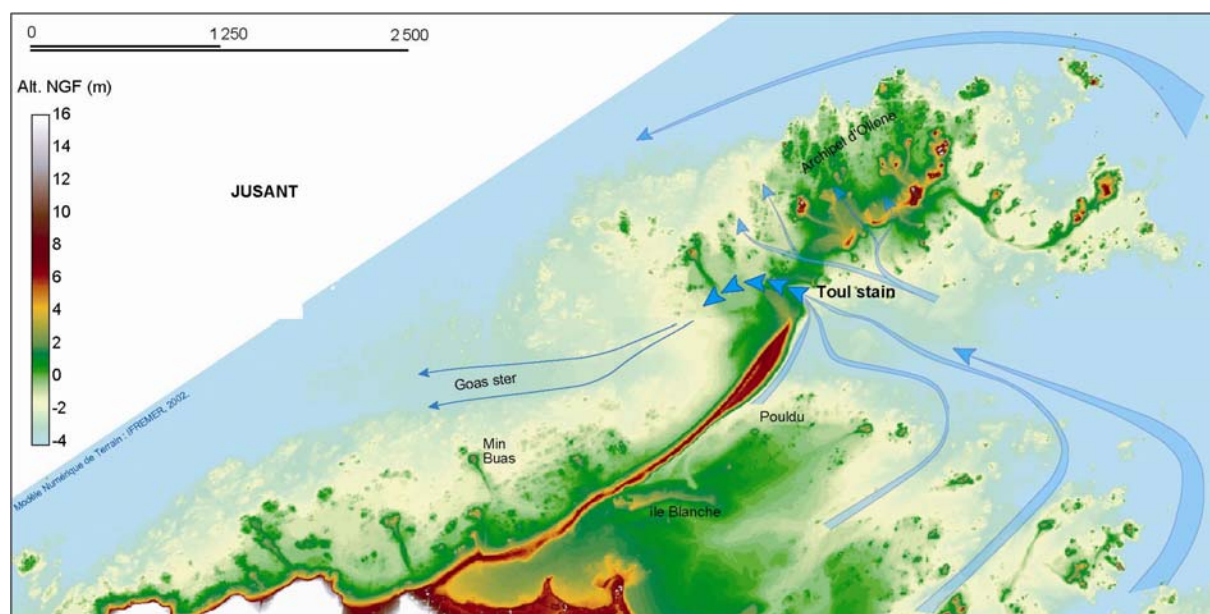 0 1 250 2 500
Alt. NGF (m)
16
14
12
10
8
6
4
2
0
-2
-4
JUSANT
Archipel d'Ollone
Toul stain
Goas ster
Pouldu
Min
Buas
île Blanche
Modèle Numérique de Terrain : IFREMER, 2002.